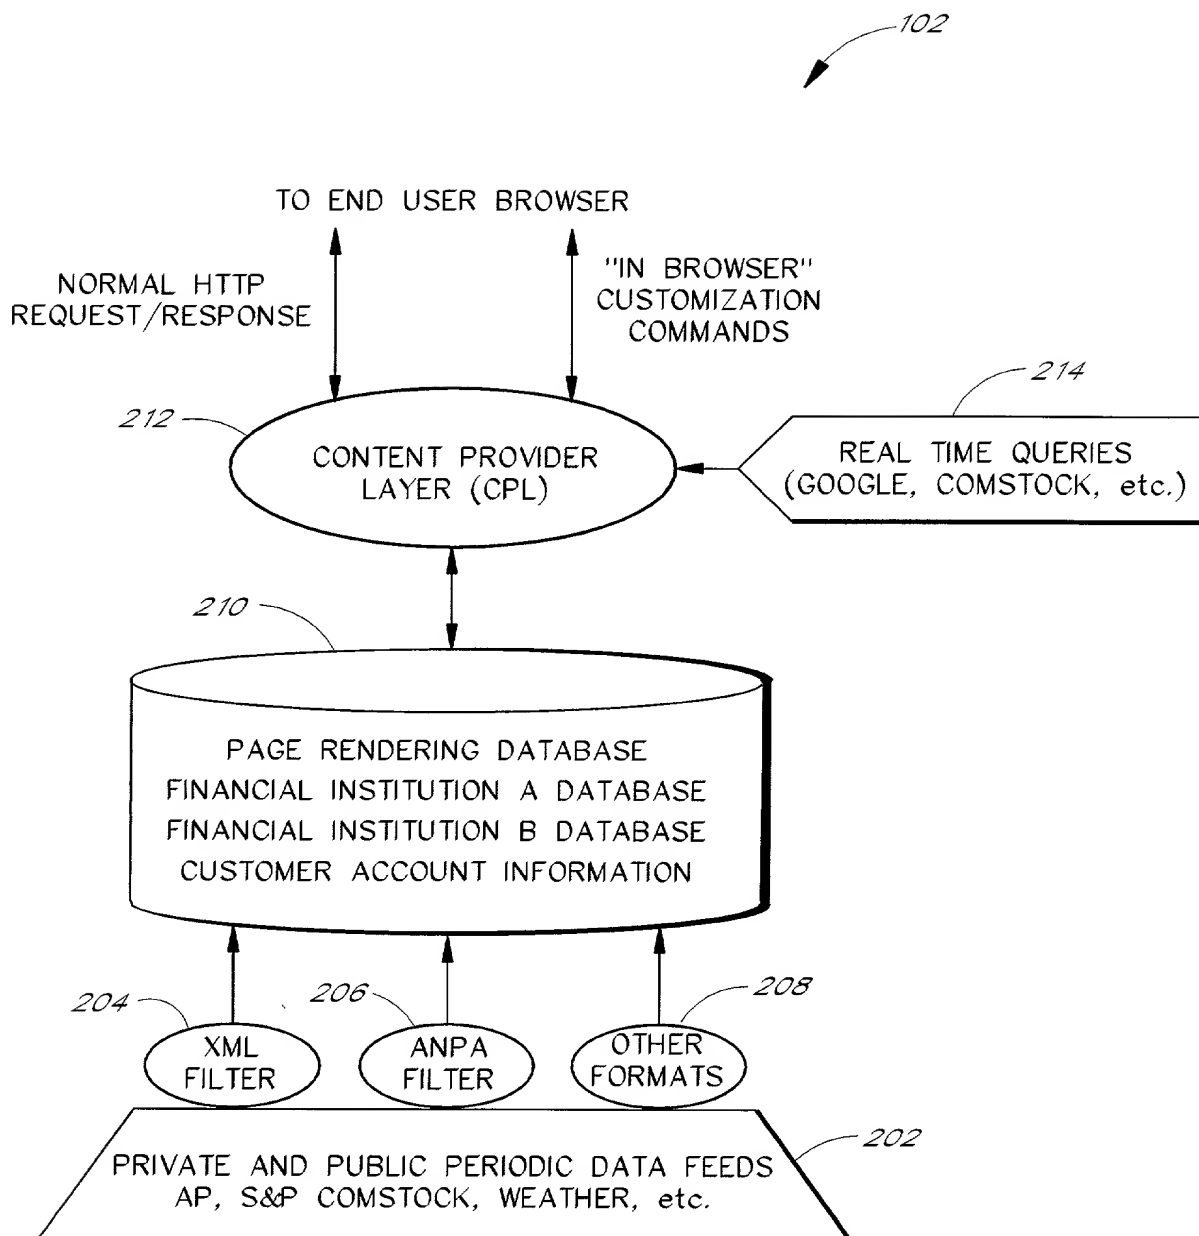 102
TO END USER BROWSER
NORMAL HTTP
REQUEST/RESPONSE
"IN BROWSER"
CUSTOMIZATION
COMMANDS
214
212
CONTENT PROVIDER
LAYER (CPL)
REAL TIME QUERIES
(GOOGLE, COMSTOCK, etc.)
210
PAGE RENDERING DATABASE
FINANCIAL INSTITUTION A DATABASE
FINANCIAL INSTITUTION B DATABASE
CUSTOMER ACCOUNT INFORMATION
204
206
208
XML
FILTER
ANPA
FILTER
OTHER
FORMATS
202
PRIVATE AND PUBLIC PERIODIC DATA FEEDS
AP, S&P COMSTOCK, WEATHER, etc.